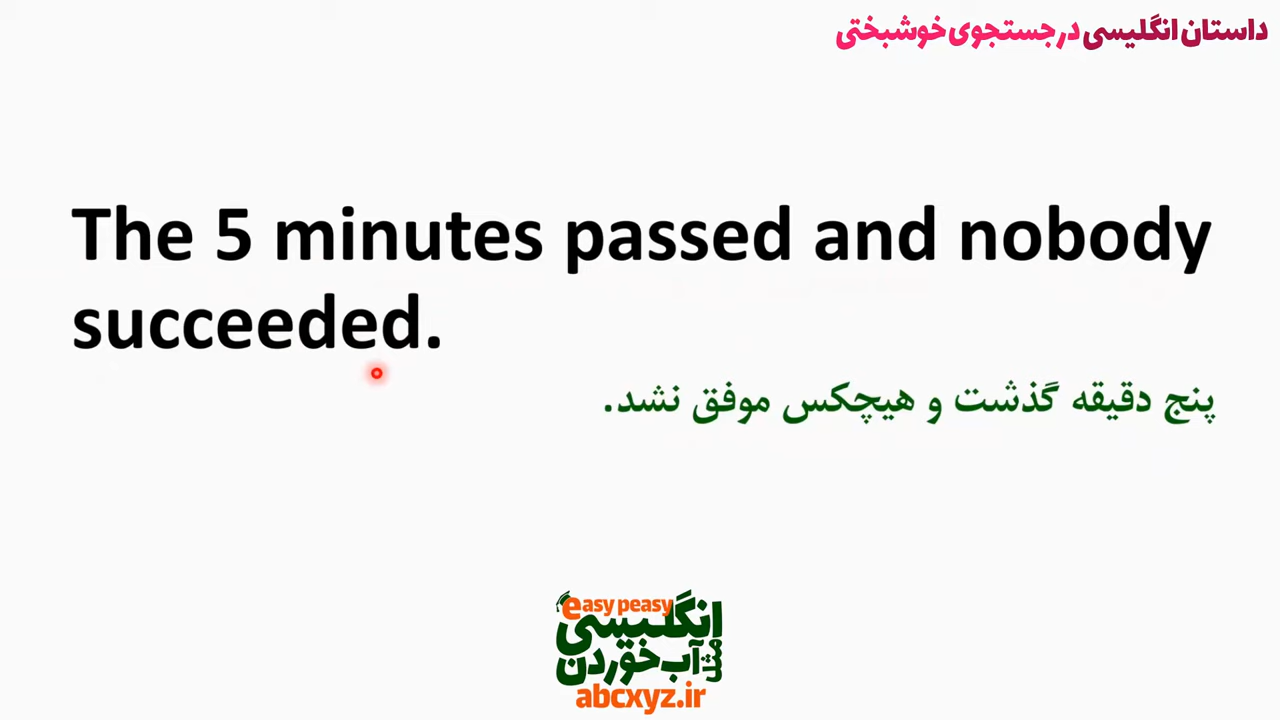 داستان انگلیسی در جستجوی خوشبختی
The 5 minutes passed and nobody
succeeded.
پنج دقیقه گذشت و هیچکس موفق نشد.
easy peasy
انگلیسی
مثل آب خوردن
abcxyz.ir